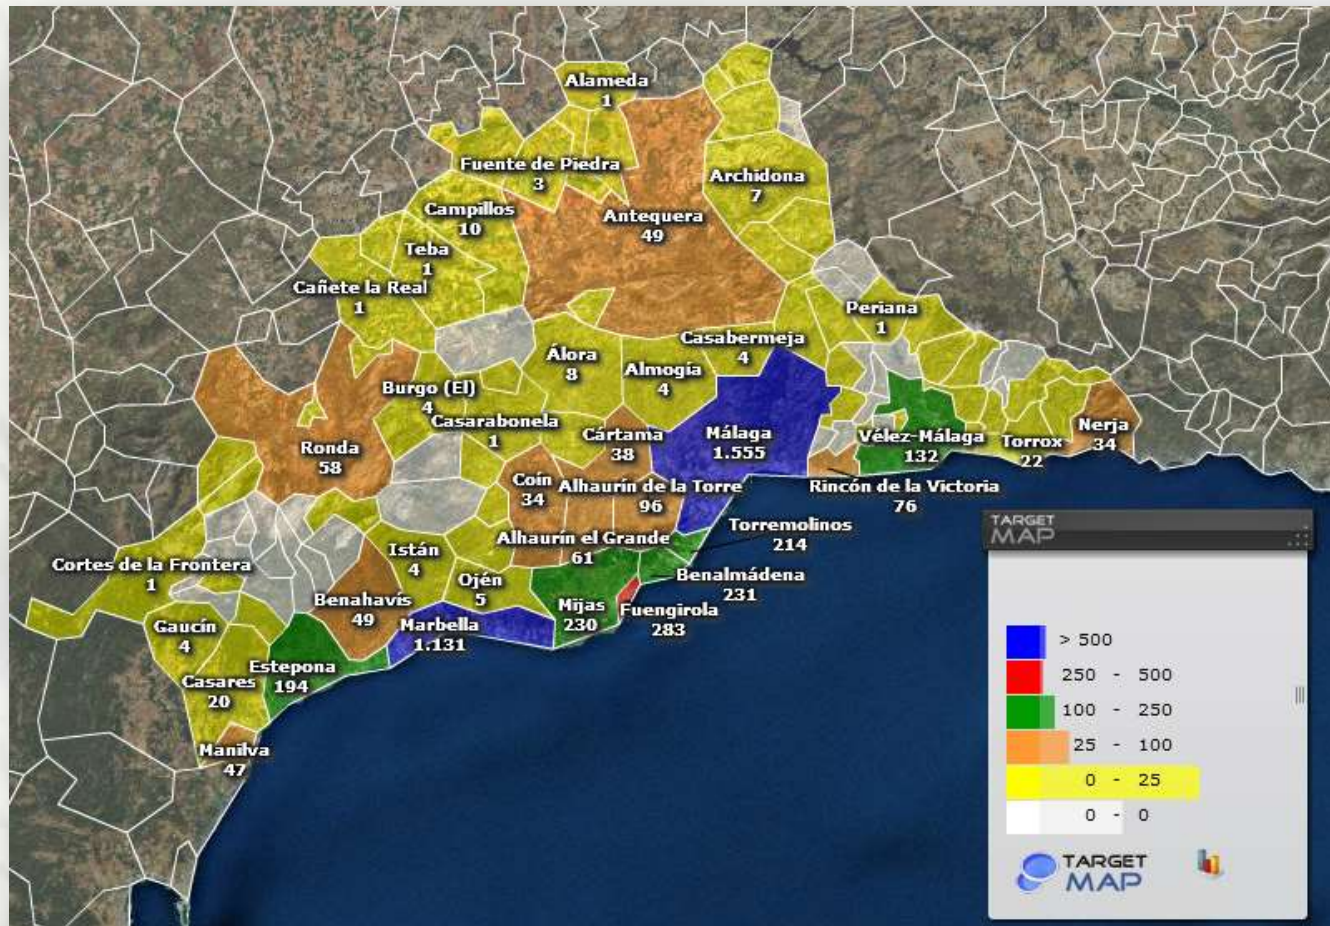 Alameda
1
Fuente de Piedra
3
Archidona
7
Campillos
10
Antequera
49
Teba
1
Cañete la Real
1
Periana
1
Casabermeja
4
Álora
8
Almogía
4
Burgo (El)
4
Casarabonela
1
Ronda
58
Cártama
38
Málaga
1.555
Vélez-Málaga
132
Torrox
22
Nerja
34
Coín
34
Alhaurín de la Torre
96
Rincón de la Victoria
76
Torremolinos
214
Alhaurín el Grande
61
Cortes de la Frontera
1
Istán
4
Ojén
5
Benalmádena
231
Benahavís
49
Mijas
230
Fuengirola
283
Marbella
1.131
Gaucín
4
Estepona
194
Casares
20
Manilva
47
TARGET
MAP
> 500
250 - 500
100 - 250
25 - 100
0 - 25
0 - 0
TARGET
MAP